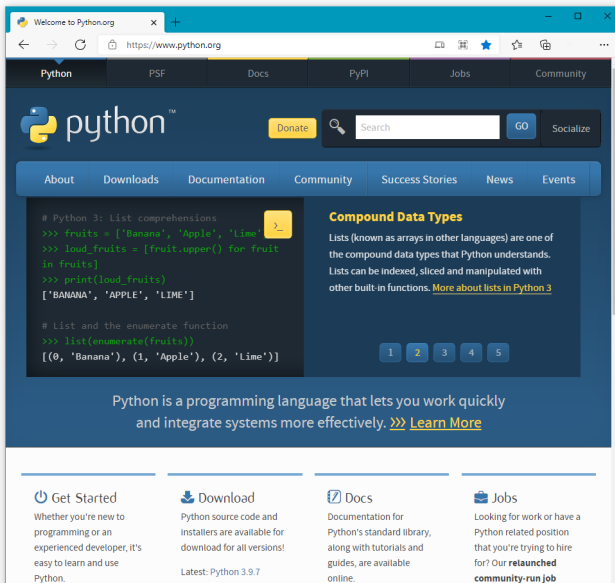 Welcome to Python.org
https://www.python.org
Python PSF Docs PyPI Jobs Community
python™
Donate Search GO Socialize
About Downloads Documentation Community Success Stories News Events
# Python 3: List comprehensions
>>> fruits = ['Banana', 'Apple', 'Lime'
>>> loud_fruits = [fruit.upper() for fruit
in fruits]
>>> print(loud_fruits)
['BANANA', 'APPLE', 'LIME']
# List and the enumerate function
>>> list(enumerate(fruits))
[(0, 'Banana'), (1, 'Apple'), (2, 'Lime')]
>_
Compound Data Types
Lists (known as arrays in other languages) are one of
the compound data types that Python understands.
Lists can be indexed, sliced and manipulated with
other built-in functions. More about lists in Python 3
1 2 3 4 5
Python is a programming language that lets you work quickly
and integrate systems more effectively. >>> Learn More
Get Started
Whether you're new to
programming or an
experienced developer, it's
easy to learn and use
Python.
Download
Python source code and
installers are available for
download for all versions!
Latest: Python 3.9.7
Docs
Documentation for
Python's standard library,
along with tutorials and
guides, are available
online.
Jobs
Looking for work or have a
Python related position
that you're trying to hire
for? Our relaunched
community-run job